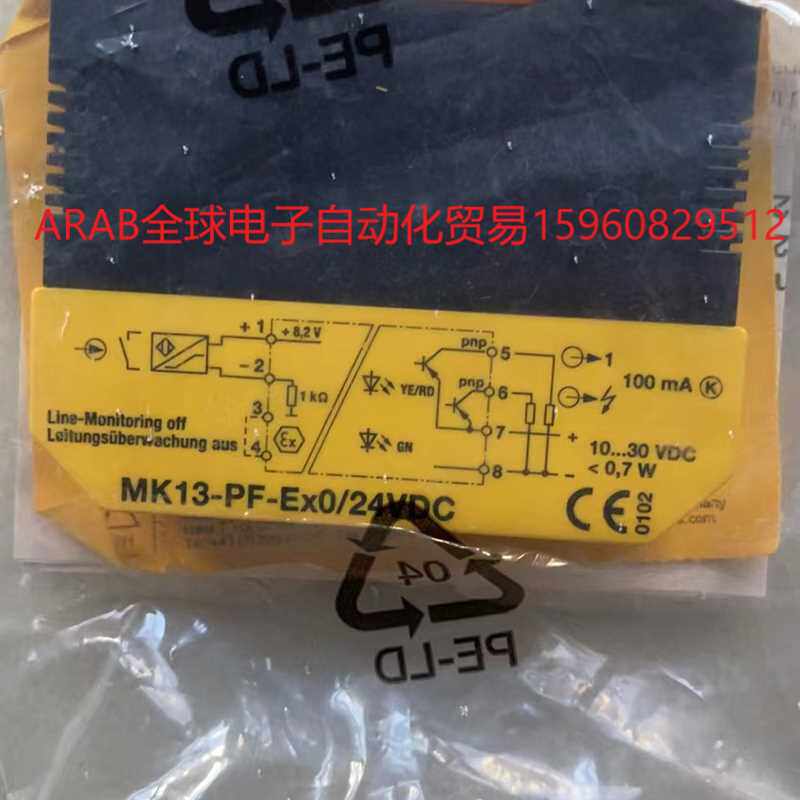 PE-LD
ARAB全球电子自动化贸易15960829512
+ 1
+ 8,2 V
pnp
5
1
- 2
100 mA K
YE/RD
pnp
6
1 kΩ
3
Line-Monitoring off
Ex
7
+
10...30 VDC
Leitungsüberwachung aus
4
GN
8
-
< 0,7 W
MK13-PF-Ex0/24VDC
CE 0102
.com
04
PE-LD